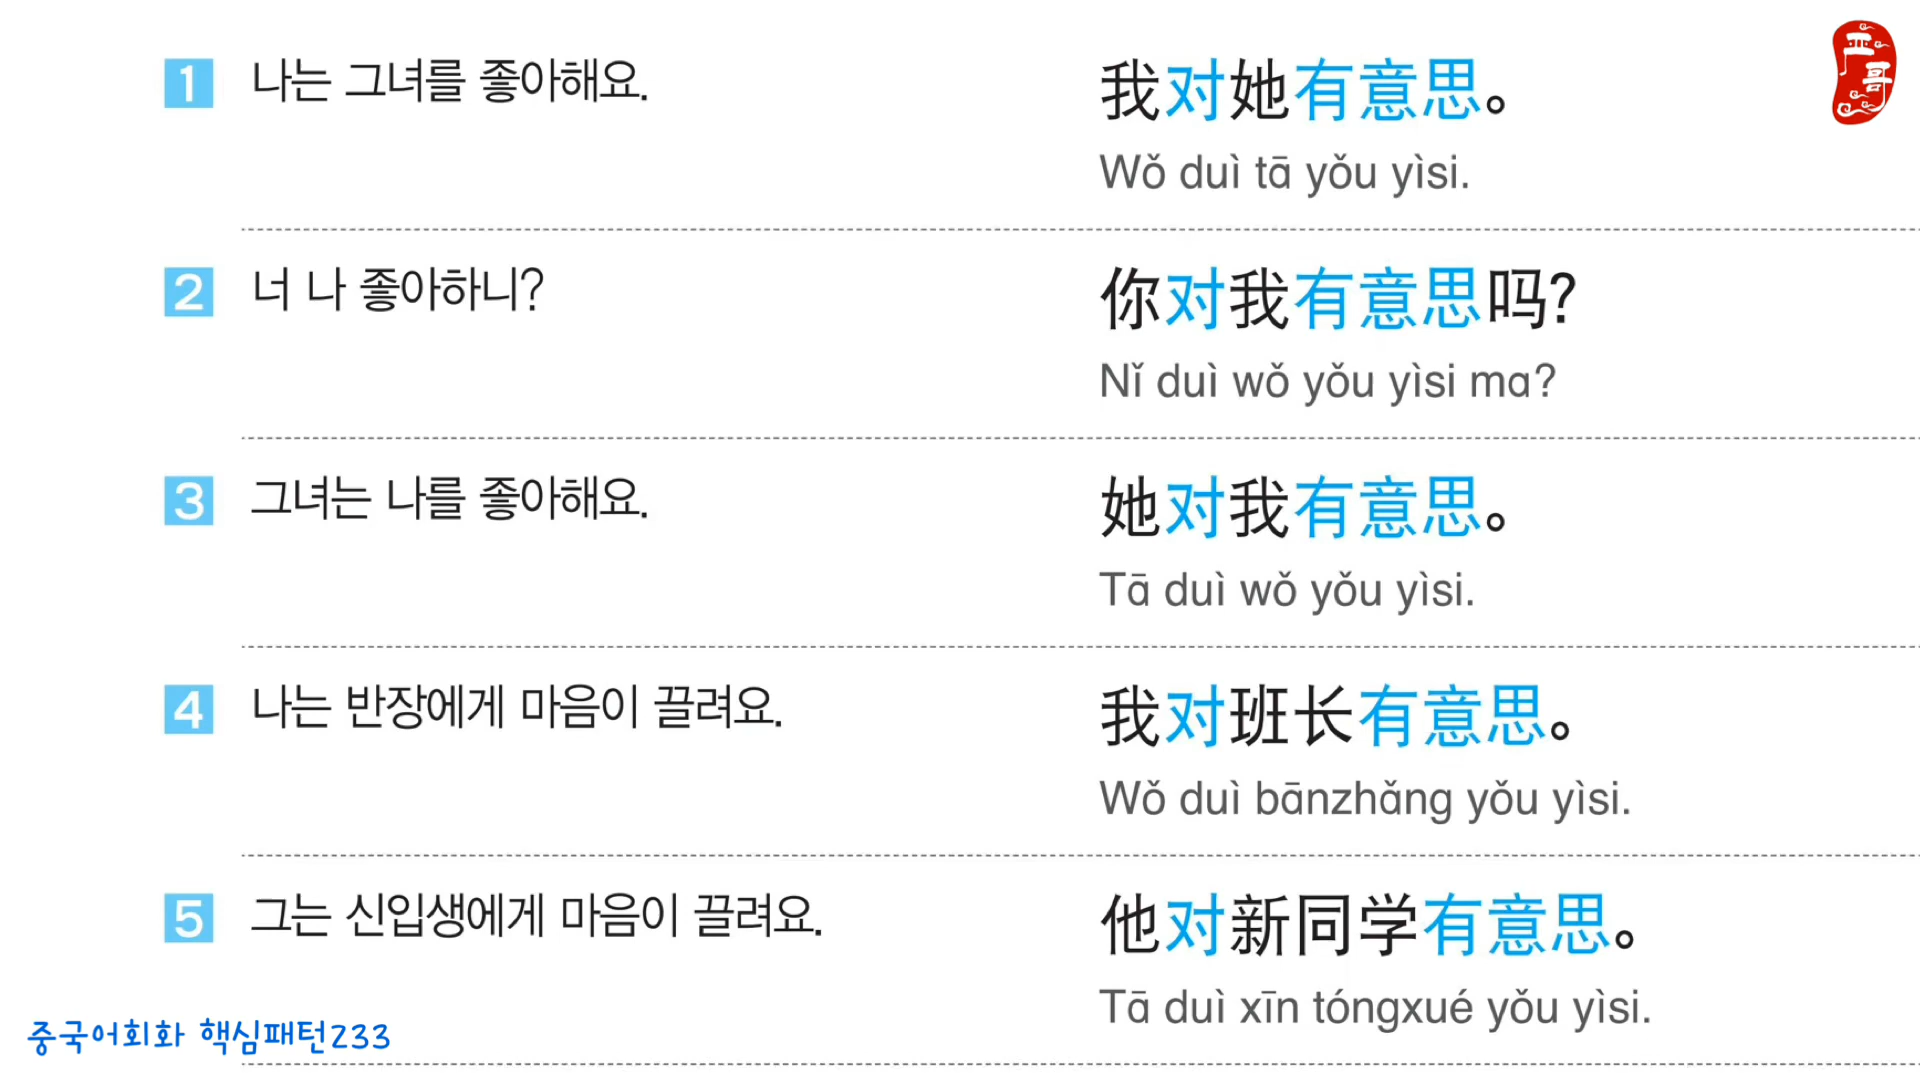 1 나는 그녀를 좋아해요. 我对她有意思。
Wǒ duì tā yǒu yìsi.
2 너 나 좋아하니? 你对我有意思吗?
Nǐ duì wǒ yǒu yìsi ma?
3 그녀는 나를 좋아해요. 她对我有意思。
Tā duì wǒ yǒu yìsi.
4 나는 반장에게 마음이 끌려요. 我对班长有意思。
Wǒ duì bānzhǎng yǒu yìsi.
5 그는 신입생에게 마음이 끌려요. 他对新同学有意思。
Tā duì xīn tóngxué yǒu yìsi.
중국어회화 핵심패턴233